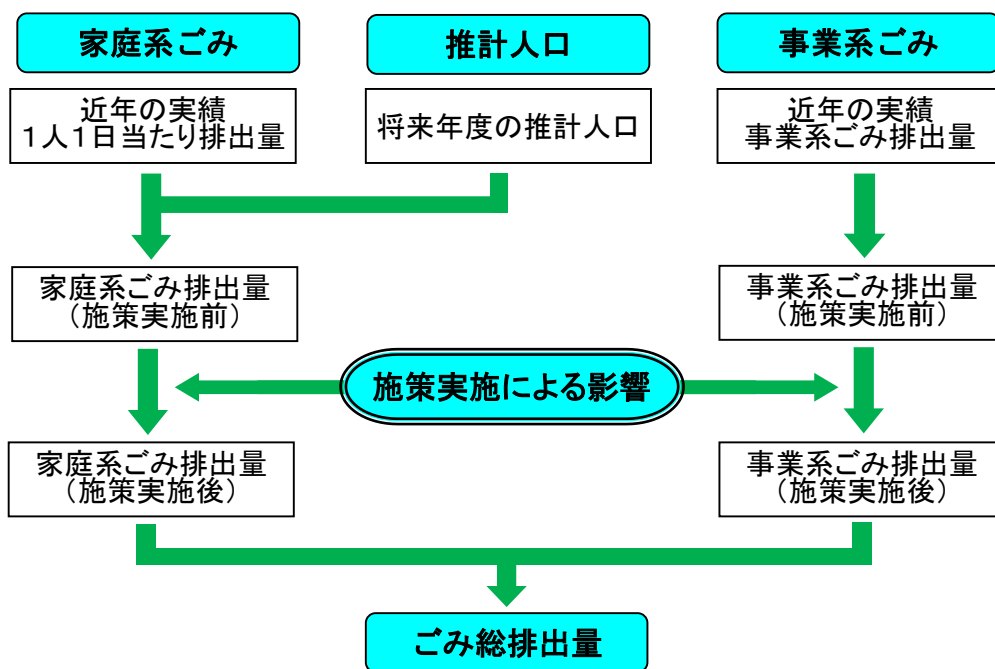 家庭系ごみ
推計人口
事業系ごみ
近年の実績
１人１日当たり排出量
将来年度の推計人口
近年の実績
事業系ごみ排出量
家庭系ごみ排出量
（施策実施前）
事業系ごみ排出量
（施策実施前）
施策実施による影響
家庭系ごみ排出量
（施策実施後）
事業系ごみ排出量
（施策実施後）
ごみ総排出量